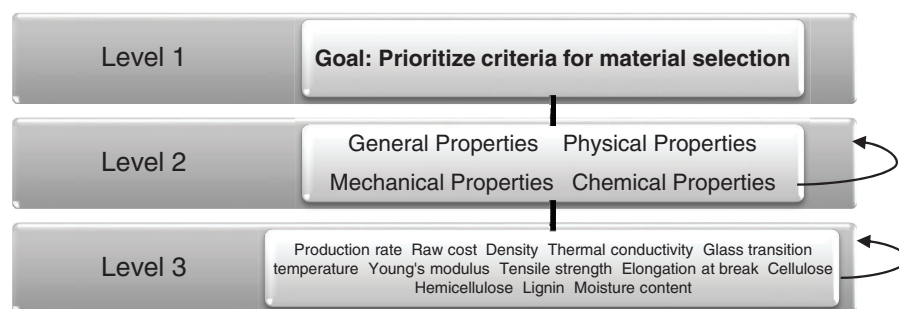 Level 1
Goal: Prioritize criteria for material selection
Level 2
General Properties Physical Properties
Mechanical Properties Chemical Properties
Level 3
Production rate Raw cost Density Thermal conductivity Glass transition
temperature Young's modulus Tensile strength Elongation at break Cellulose
Hemicellulose Lignin Moisture content